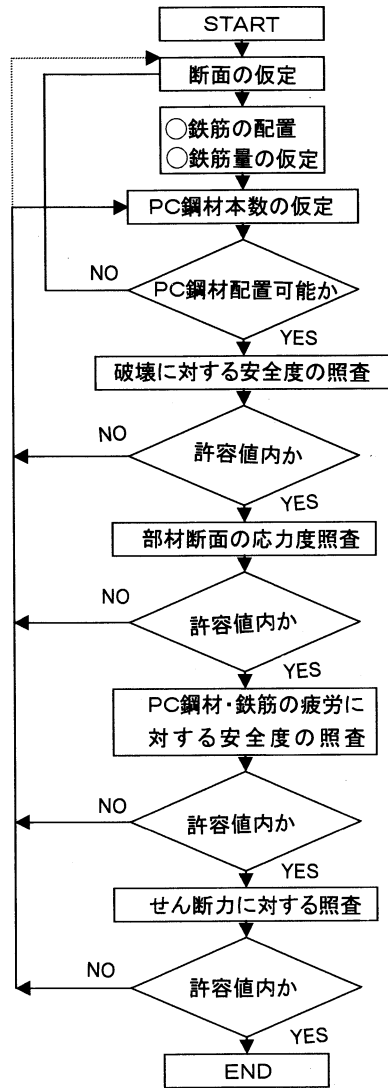 START
断面の仮定
○鉄筋の配置
○鉄筋量の仮定
PC鋼材本数の仮定
NO
PC鋼材配置可能か
YES
破壊に対する安全度の照査
NO
許容値内か
YES
部材断面の応力度照査
NO
許容値内か
YES
PC鋼材・鉄筋の疲労に
対する安全度の照査
NO
許容値内か
YES
せん断力に対する照査
NO
許容値内か
YES
END